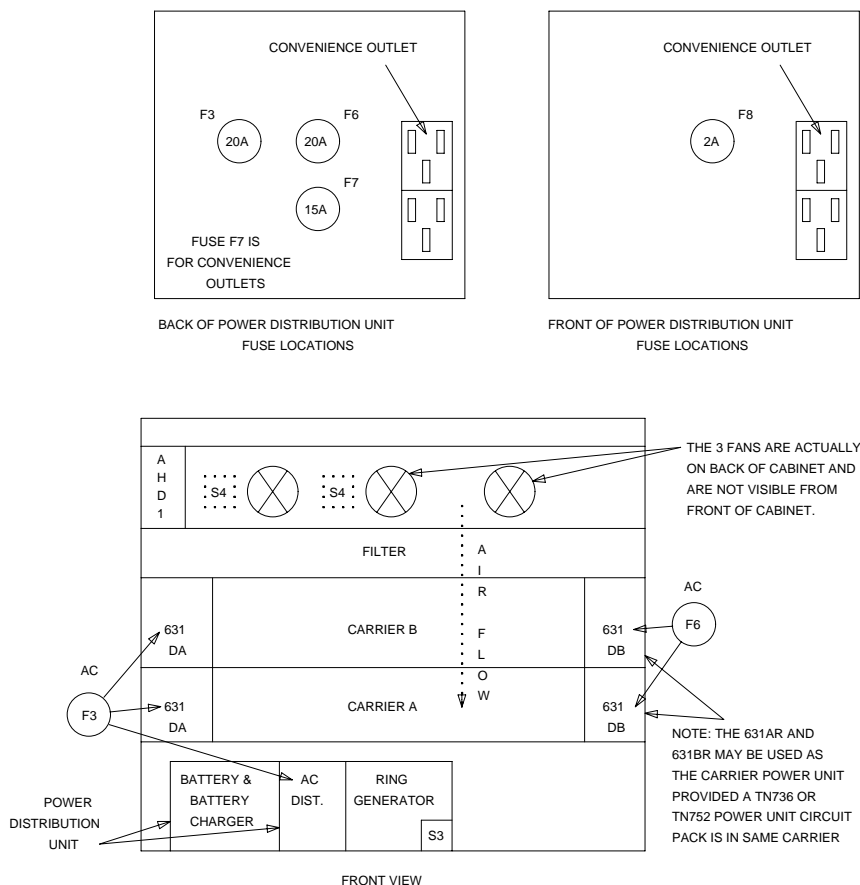 CONVENIENCE OUTLET
F3
F6
20A
20A
F7
15A
FUSE F7 IS
FOR CONVENIENCE
OUTLETS
BACK OF POWER DISTRIBUTION UNIT
FUSE LOCATIONS
CONVENIENCE OUTLET
F8
2A
FRONT OF POWER DISTRIBUTION UNIT
FUSE LOCATIONS
A
H
D
1
S4
S4
THE 3 FANS ARE ACTUALLY
ON BACK OF CABINET AND
ARE NOT VISIBLE FROM
FRONT OF CABINET.
FILTER
A
I
R
F
L
O
W
631
DA
CARRIER B
631
DB
AC
F6
AC
F3
631
DA
CARRIER A
631
DB
NOTE: THE 631AR AND
631BR MAY BE USED AS
THE CARRIER POWER UNIT
PROVIDED A TN736 OR
TN752 POWER UNIT CIRCUIT
PACK IS IN SAME CARRIER
POWER
DISTRIBUTION
UNIT
BATTERY &
BATTERY
CHARGER
AC
DIST.
RING
GENERATOR
S3
FRONT VIEW